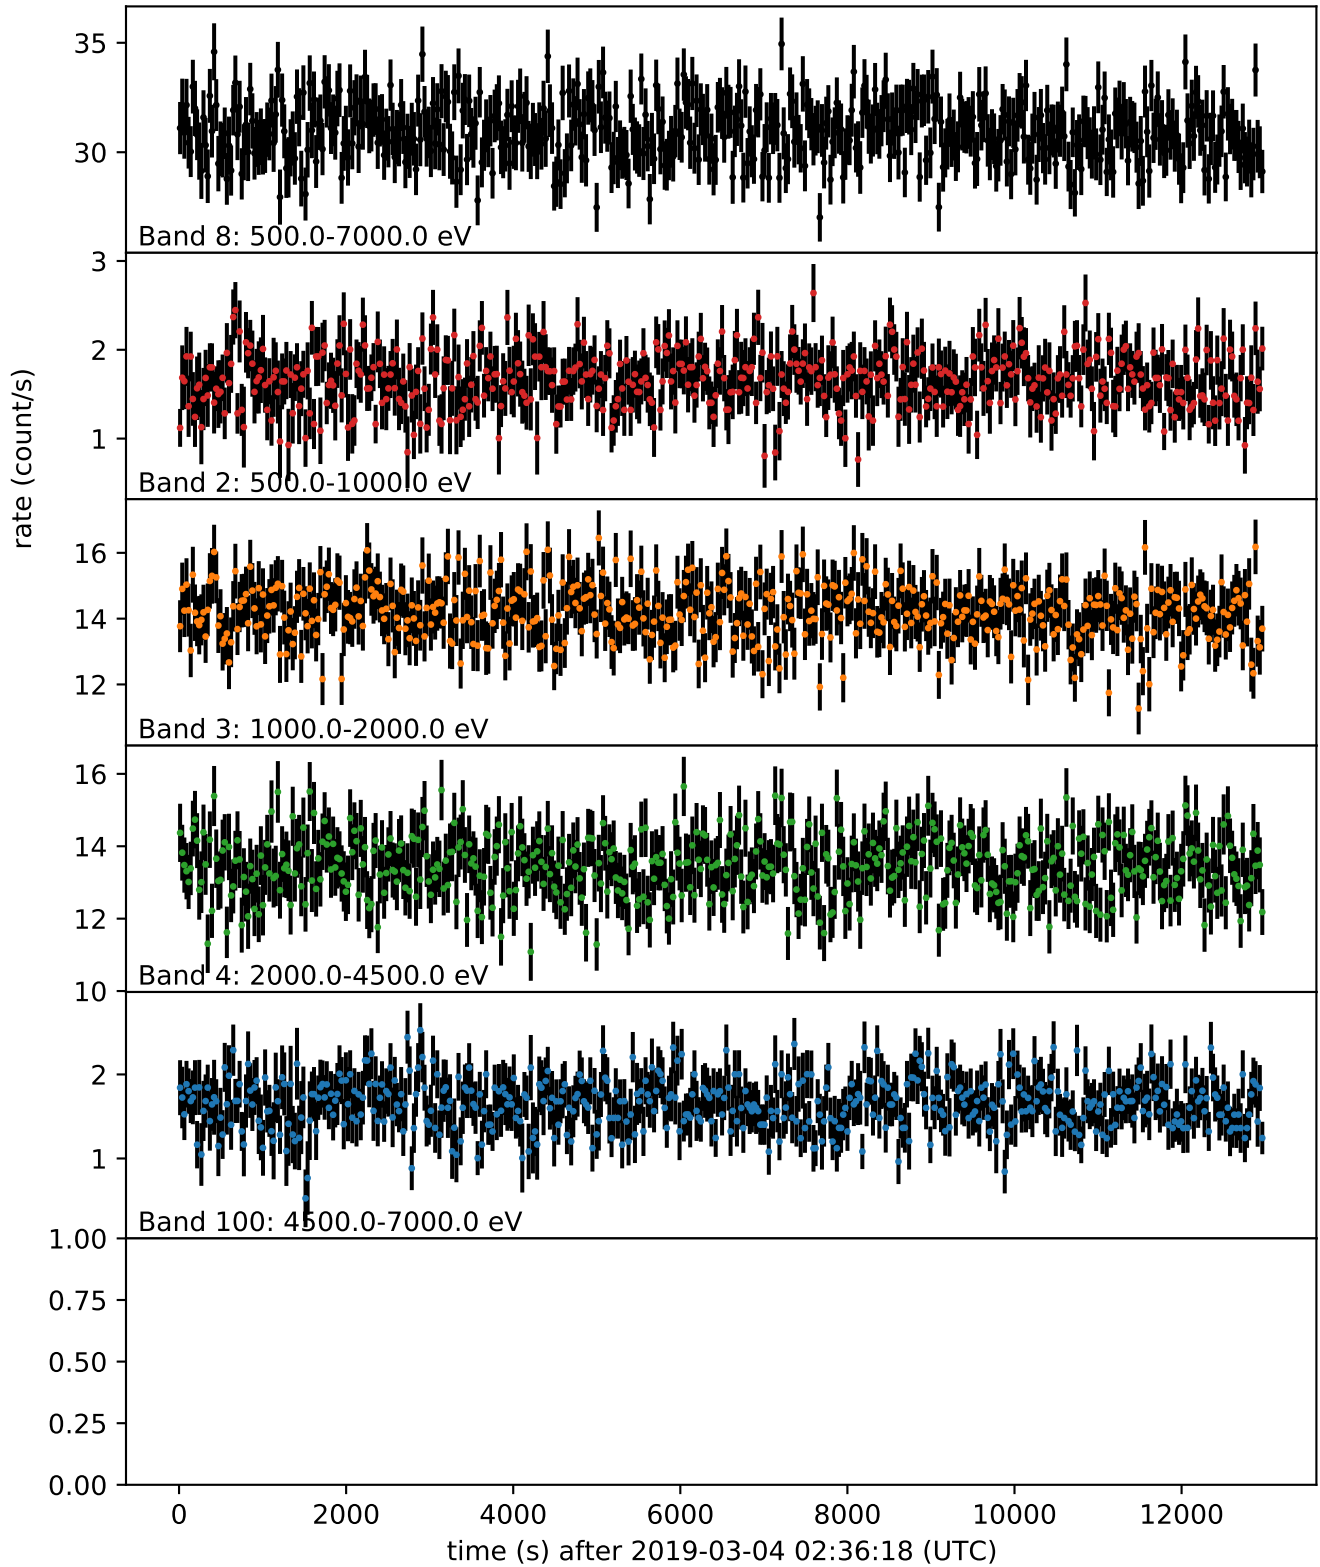 35
30
Band 8: 500.0-7000.0 eV
3
2
1
Band 2: 500.0-1000.0 eV
rate (count/s)
16
14
12
Band 3: 1000.0-2000.0 eV
16
14
12
10
Band 4: 2000.0-4500.0 eV
2
1
Band 100: 4500.0-7000.0 eV
1.00
0.75
0.50
0.25
0.00
0 2000 4000 6000 8000 10000 12000
time (s) after 2019-03-04 02:36:18 (UTC)